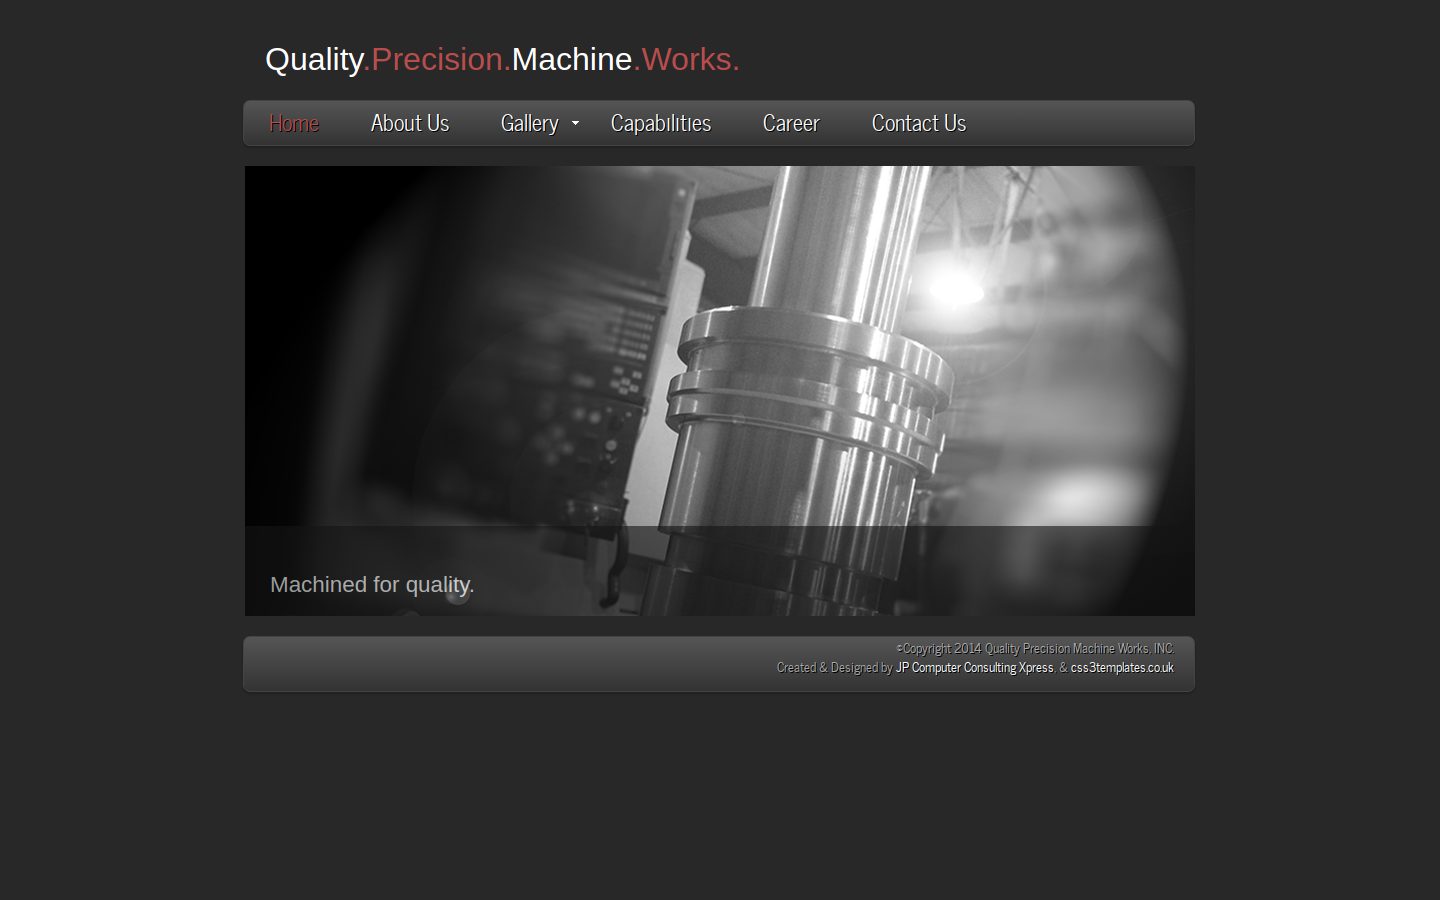 Quality.Precision.Machine.Works.
Home About Us Gallery Capabilities Career Contact Us
Machined for quality.
©Copyright 2014 Quality Precision Machine Works, INC.
Created & Designed by JP Computer Consulting Xpress. & css3templates.co.uk